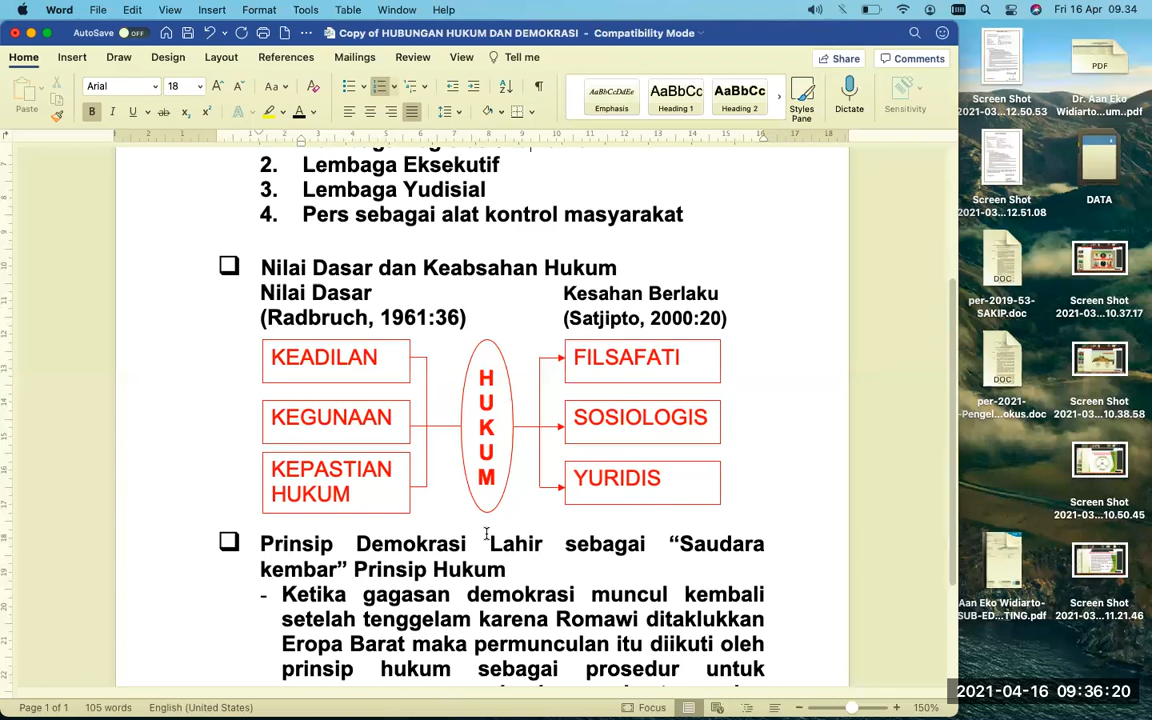 Word File Edit View Insert Format Tools Table Window Help Fri 16 Apr 09.34
AutoSave OFF Copy of HUBUNGAN HUKUM DAN DEMOKRASI - Compatibility Mode
Home Insert Draw Design Layout References Mailings Review View Tell me Share Comments
Paste Arial 18 AaBbCcDdEe AaBbCc AaBbCc
Emphasis Heading 1 Heading 2 Styles Pane Dictate Sensitivity
2. Lembaga Eksekutif
3. Lembaga Yudisial
4. Pers sebagai alat kontrol masyarakat
Nilai Dasar dan Keabsahan Hukum
Nilai Dasar Kesahan Berlaku
(Radbruch, 1961:36) (Satjipto, 2000:20)
KEADILAN
KEGUNAAN
KEPASTIAN
HUKUM
H
U
K
U
M
FILSAFATI
SOSIOLOGIS
YURIDIS
Prinsip Demokrasi Lahir sebagai “Saudara
kembar” Prinsip Hukum
- Ketika gagasan demokrasi muncul kembali
setelah tenggelam karena Romawi ditaklukkan
Eropa Barat maka permunculan itu diikuti oleh
prinsip hukum sebagai prosedur untuk
Page 1 of 1 105 words English (United States) Focus 150%
Screen Shot
2021-03...12.50.53
PDF
Dr. Aan Eko
Widiarto...um..pdf
Screen Shot
2021-03...12.51.08
DATA
DOC
per-2019-53-
SAKIP.doc
Screen Shot
2021-03...10.37.17
DOC
per-2021-
Pengel...okus.doc
Screen Shot
2021-03...10.38.58
Screen Shot
2021-03...10.50.45
Aan Eko Widiarto-
SUB-ED...TING.pdf
Screen Shot
2021-03...11.21.46
2021-04-16 09:36:20